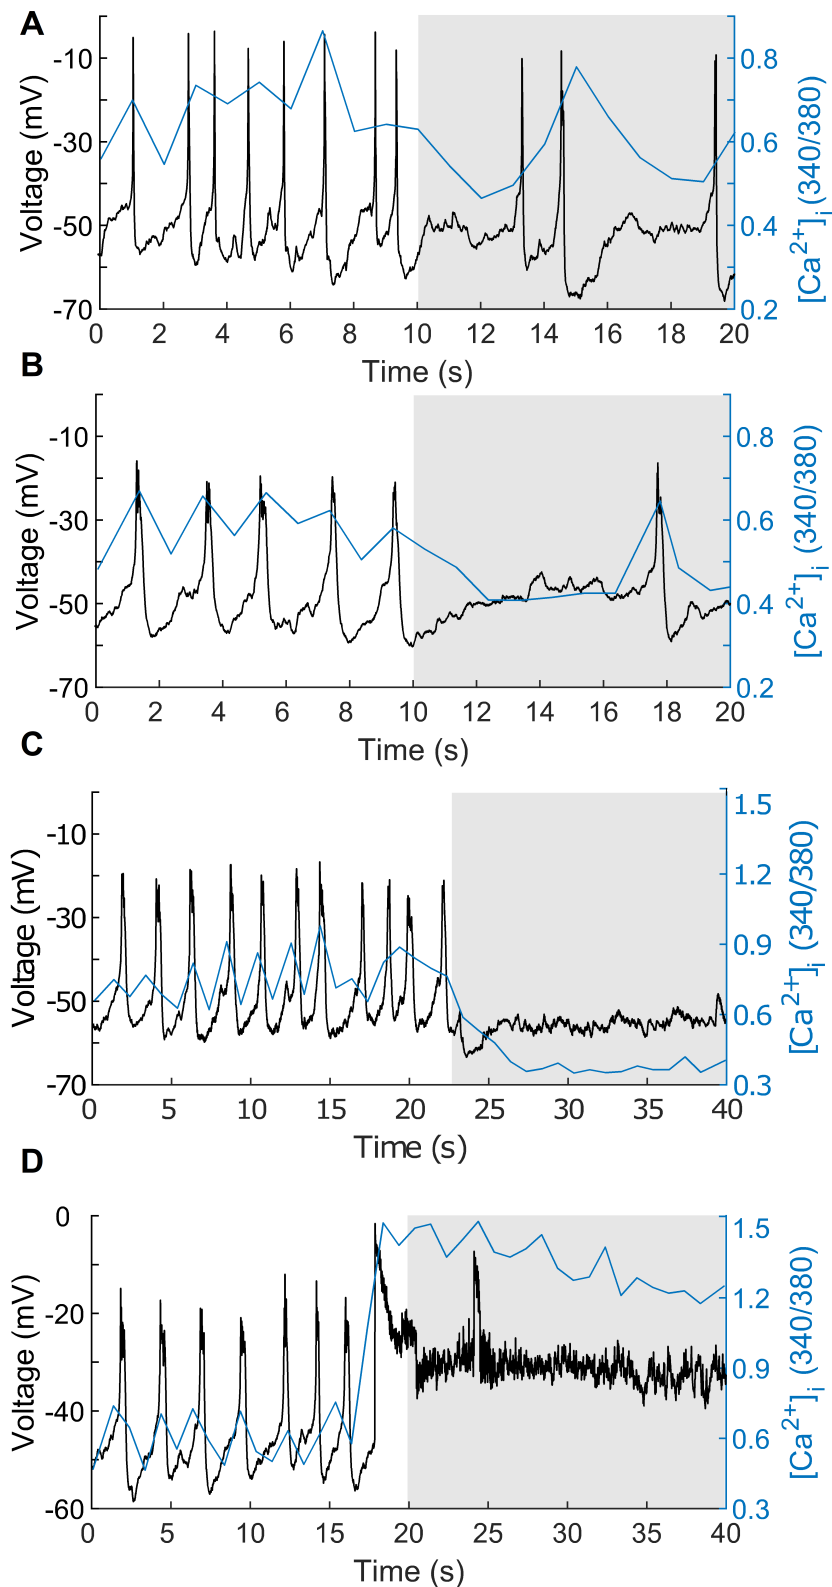 A
Voltage (mV)
-10
-30
-50
-70
0.8
0.6
0.4
0.2
[Ca2+]i (340/380)
0 2 4 6 8 10 12 14 16 18 20
Time (s)
B
Voltage (mV)
-10
-30
-50
-70
0.8
0.6
0.4
0.2
[Ca2+]i (340/380)
0 2 4 6 8 10 12 14 16 18 20
Time (s)
C
Voltage (mV)
-10
-30
-50
-70
1.5
1.2
0.9
0.6
0.3
[Ca2+]i (340/380)
0 5 10 15 20 25 30 35 40
Time (s)
D
Voltage (mV)
0
-20
-40
-60
1.5
1.2
0.9
0.6
0.3
[Ca2+]i (340/380)
0 5 10 15 20 25 30 35 40
Time (s)